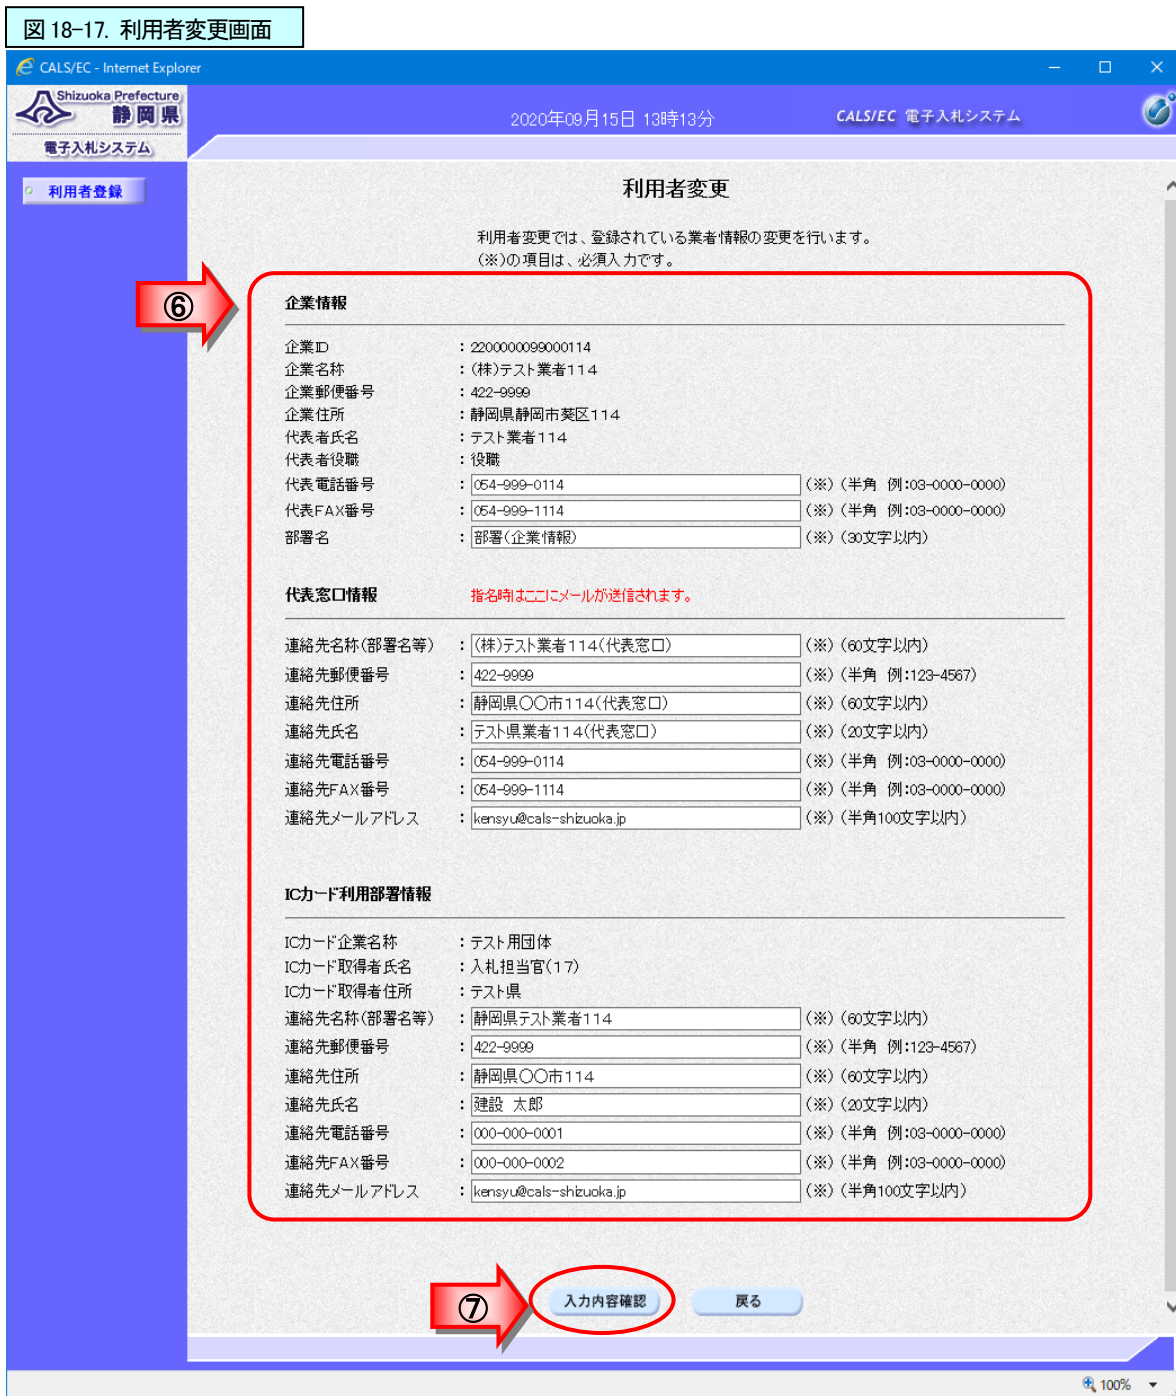 図 18-17. 利用者変更画面
CALS/EC - Internet Explorer
Shizuoka Prefecture
静岡県
電子入札システム
2020年09月15日 13時13分
CALS/EC 電子入札システム
利用者登録
利用者変更
利用者変更では、登録されている業者情報の変更を行います。
(※)の項目は、必須入力です。
⑥
企業情報
企業ID ：2200000099000114
企業名称 ：(株)テスト業者114
企業郵便番号 ：422-9999
企業住所 ：静岡県静岡市葵区114
代表者氏名 ：テスト業者114
代表者役職 ：役職
代表電話番号 ：054-999-0114 (※) (半角 例:03-0000-0000)
代表FAX番号 ：054-999-1114 (※) (半角 例:03-0000-0000)
部署名 ：部署(企業情報) (※) (30文字以内)
代表窓口情報 指名時はここにメールが送信されます。
連絡先名称(部署名等) ：(株)テスト業者114(代表窓口) (※) (60文字以内)
連絡先郵便番号 ：422-9999 (※) (半角 例:123-4567)
連絡先住所 ：静岡県〇〇市114(代表窓口) (※) (60文字以内)
連絡先氏名 ：テスト県業者114(代表窓口) (※) (20文字以内)
連絡先電話番号 ：054-999-0114 (※) (半角 例:03-0000-0000)
連絡先FAX番号 ：054-999-1114 (※) (半角 例:03-0000-0000)
連絡先メールアドレス ：kensyu@cals-shizuoka.jp (※) (半角100文字以内)
ICカード利用部署情報
ICカード企業名称 ：テスト用団体
ICカード取得者氏名 ：入札担当官(17)
ICカード取得者住所 ：テスト県
連絡先名称(部署名等) ：静岡県テスト業者114 (※) (60文字以内)
連絡先郵便番号 ：422-9999 (※) (半角 例:123-4567)
連絡先住所 ：静岡県〇〇市114 (※) (60文字以内)
連絡先氏名 ：建設 太郎 (※) (20文字以内)
連絡先電話番号 ：000-000-0001 (※) (半角 例:03-0000-0000)
連絡先FAX番号 ：000-000-0002 (※) (半角 例:03-0000-0000)
連絡先メールアドレス ：kensyu@cals-shizuoka.jp (※) (半角100文字以内)
⑦
入力内容確認 戻る
100%